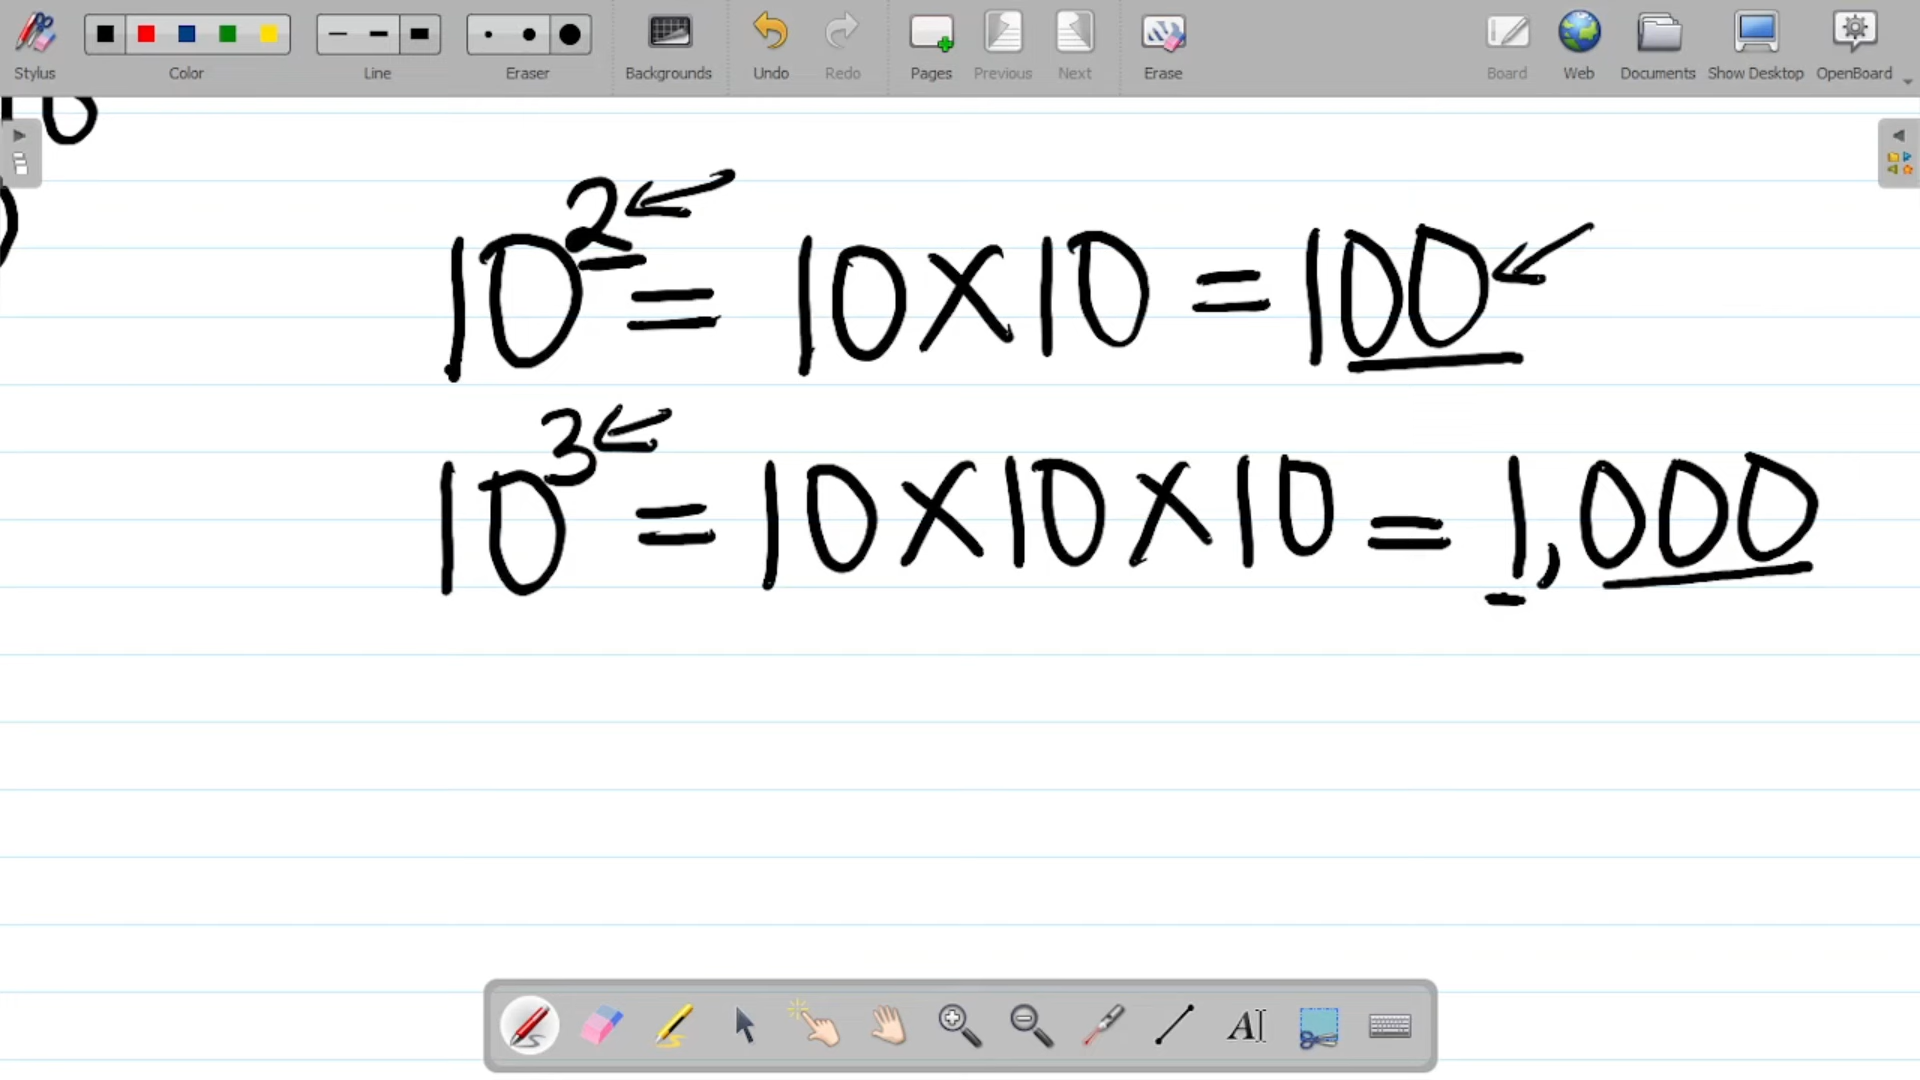 Stylus Color Line Eraser Backgrounds Undo Redo Pages Previous Next Erase Board Web Documents Show Desktop OpenBoard
10² = 10×10 = 100
10³ = 10×10×10 = 1,000